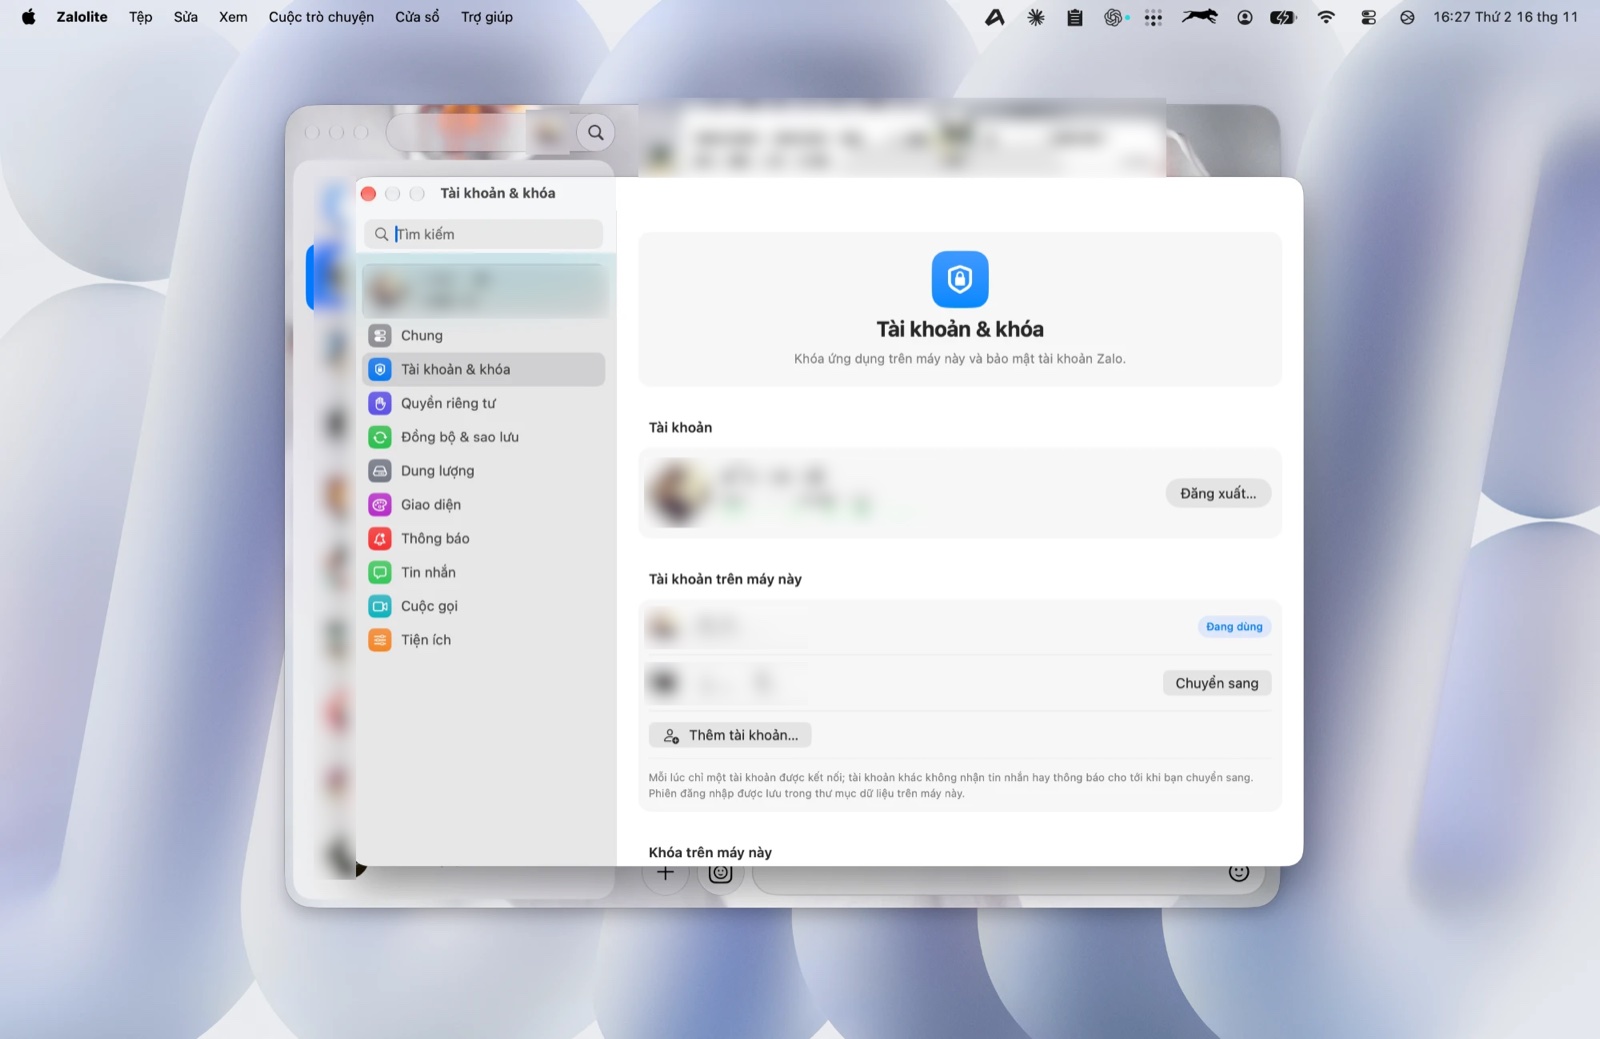 Zalolite Tệp Sửa Xem Cuộc trò chuyện Cửa sổ Trợ giúp 16:27 Thứ 2 16 thg 11
Tài khoản & khóa
Tìm kiếm
Chung
Tài khoản & khóa
Quyền riêng tư
Đồng bộ & sao lưu
Dung lượng
Giao diện
Thông báo
Tin nhắn
Cuộc gọi
Tiện ích
Tài khoản & khóa
Khóa ứng dụng trên máy này và bảo mật tài khoản Zalo.
Tài khoản
Đăng xuất...
Tài khoản trên máy này
Đang dùng
Chuyển sang
Thêm tài khoản...
Mỗi lúc chỉ một tài khoản được kết nối; tài khoản khác không nhận tin nhắn hay thông báo cho tới khi bạn chuyển sang.
Phiên đăng nhập được lưu trong thư mục dữ liệu trên máy này.
Khóa trên máy này